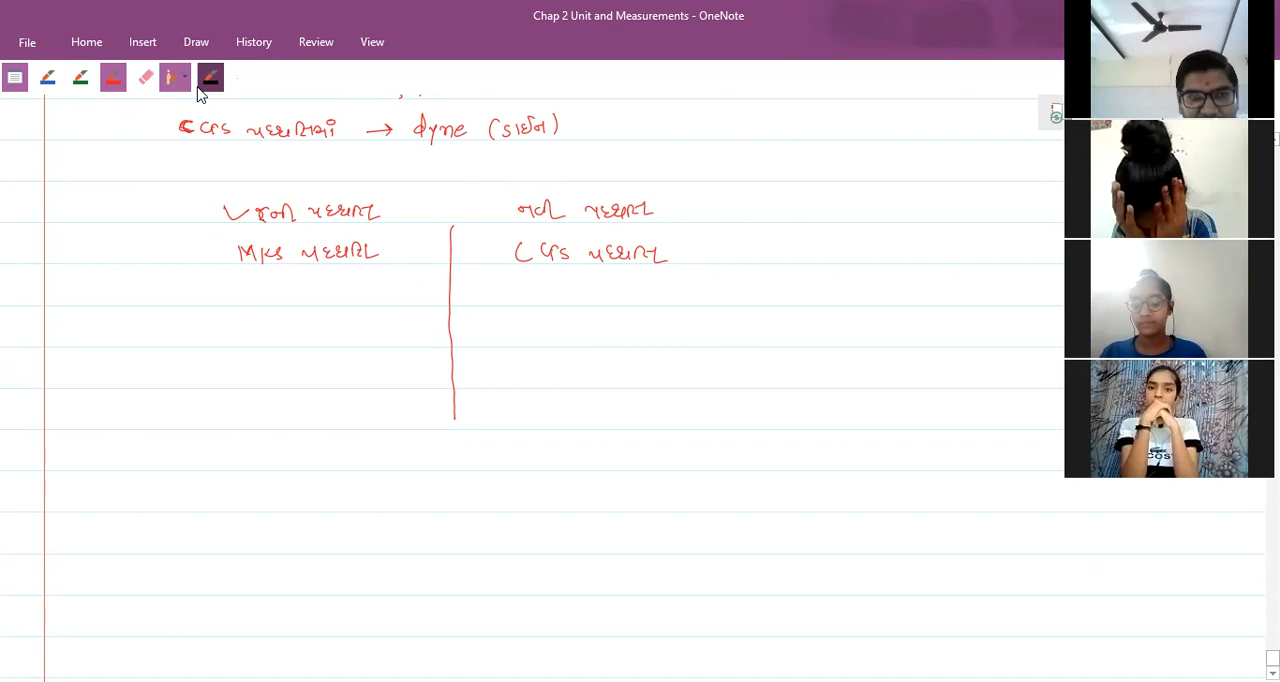 Chap 2 Unit and Measurements - OneNote
File Home Insert Draw History Review View
CGS પદ્ધતિમાં → dyne (ડાઈન)
જૂની પદ્ધતિ નવી પદ્ધતિ
MKS પદ્ધતિ CGS પદ્ધતિ